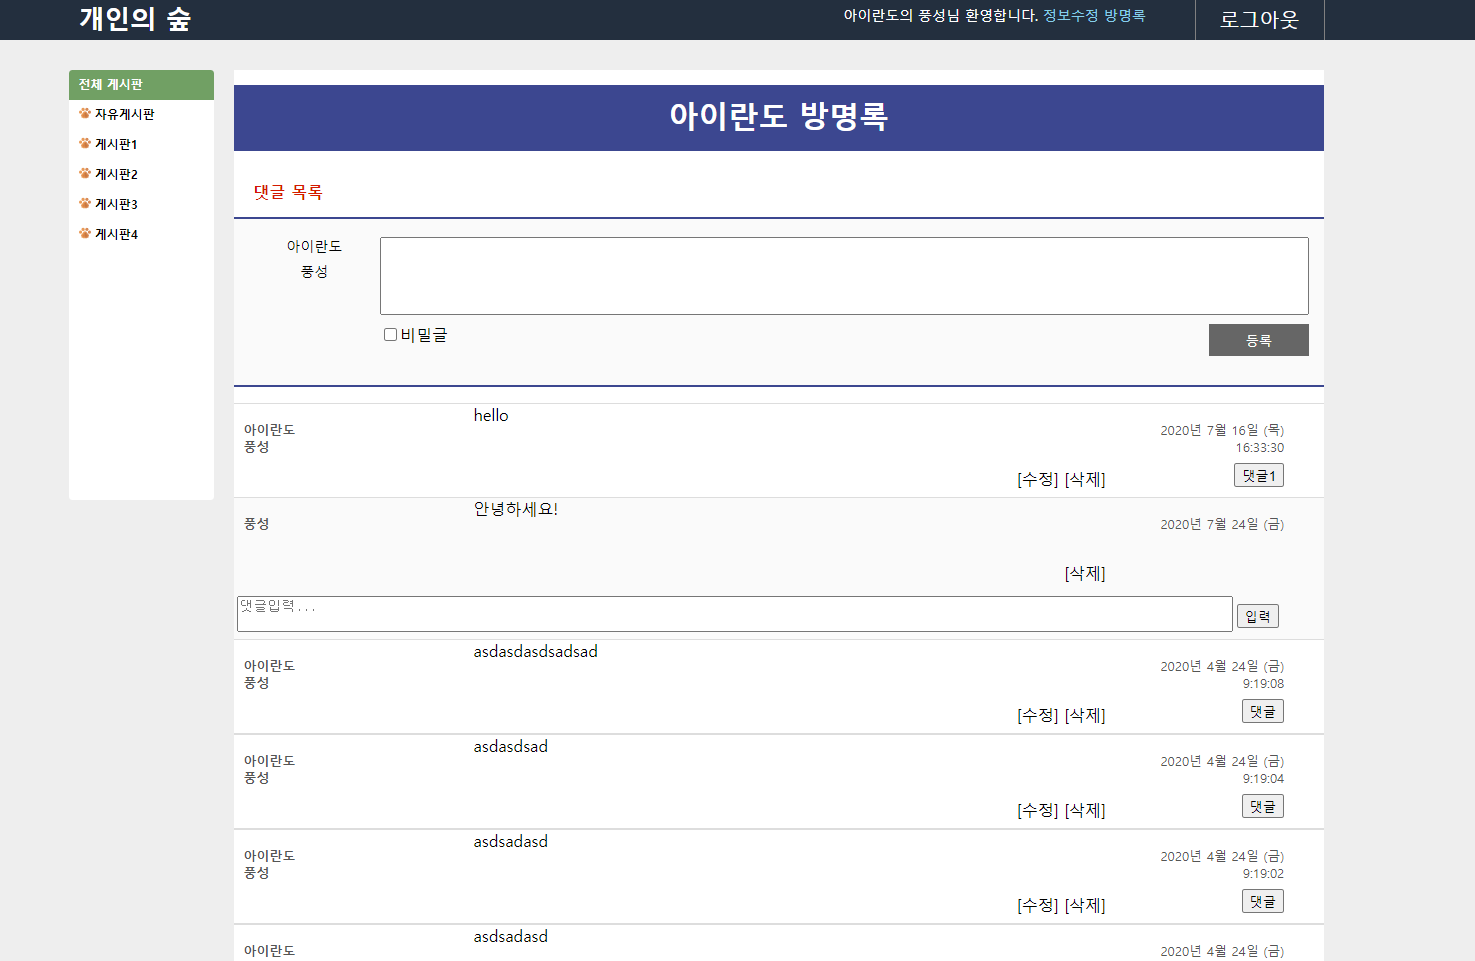 개인의 숲
아이란도의 풍성님 환영합니다. 정보수정 방명록
로그아웃
전체 게시판
자유게시판
게시판1
게시판2
게시판3
게시판4
아이란도 방명록
댓글 목록
아이란도
풍성
비밀글
등록
아이란도
풍성
hello
2020년 7월 16일 (목)
16:33:30
[수정] [삭제]
댓글1
풍성
안녕하세요!
2020년 7월 24일 (금)
[삭제]
댓글입력...
입력
아이란도
풍성
asdasdasdsadsad
2020년 4월 24일 (금)
9:19:08
[수정] [삭제]
댓글
아이란도
풍성
asdasdsad
2020년 4월 24일 (금)
9:19:04
[수정] [삭제]
댓글
아이란도
풍성
asdsadasd
2020년 4월 24일 (금)
9:19:02
[수정] [삭제]
댓글
아이란도
asdsadasd
2020년 4월 24일 (금)